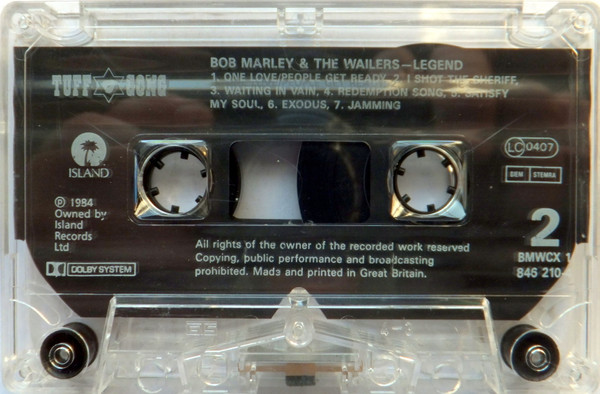 BOB MARLEY & THE WAILERS—LEGEND
1. ONE LOVE/PEOPLE GET READY, 2. I SHOT THE SHERIFF,
3. WAITING IN VAIN, 4. REDEMPTION SONG, 5. SATISFY
MY SOUL, 6. EXODUS, 7. JAMMING
TUFF GONG
ISLAND
LC 0407
BIEM STEMRA
℗ 1984
Owned by
Island
Records
Ltd
DOLBY SYSTEM
All rights of the owner of the recorded work reserved
Copying, public performance and broadcasting
prohibited. Made and printed in Great Britain.
2
BMWCX 1
846 210-